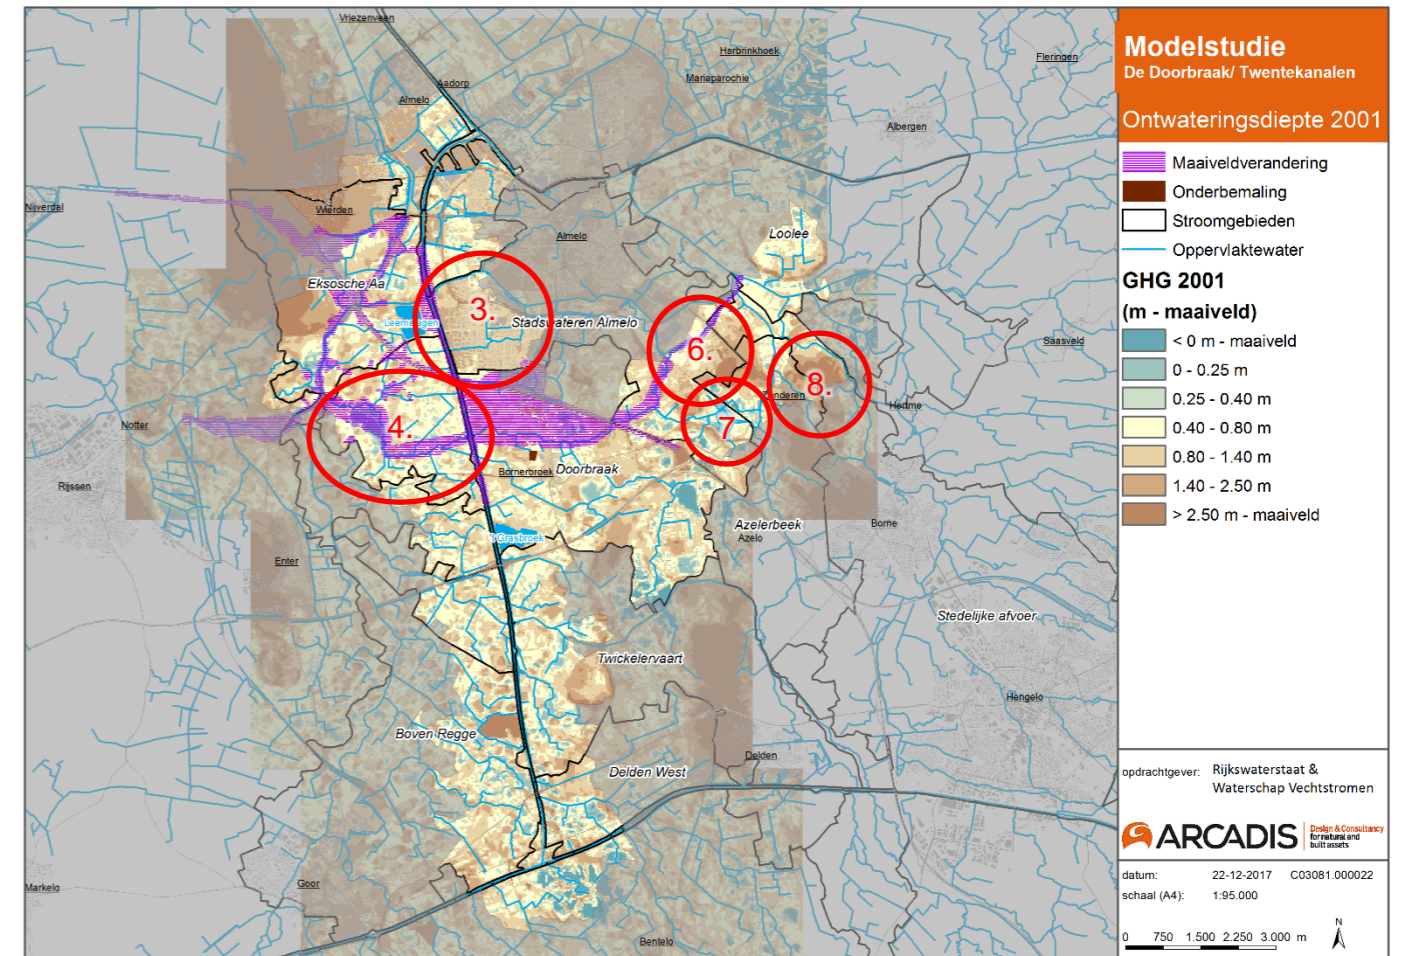 Vriezenveen
Harbrinkhoek
Fleringen
Mariaparochie
Aadorp
Almelo
Albergen
Nijverdal
Wierden
Almelo
Loolee
Eksosche Aa
Leemslagen
3.
Stadswateren Almelo
Saasveld
6.
8.
Zenderen
Hertme
4.
7
Notter
Bornerbroek
Doorbraak
Rijssen
Azelerbeek
Azelo
Borne
't Grasbroek
Enter
Stedelijke afvoer
Twickelervaart
Hengelo
Boven Regge
Delden
Delden West
Goor
Markelo
Bentelo
Modelstudie
De Doorbraak/ Twentekanalen
Ontwateringsdiepte 2001
Maaiveldverandering
Onderbemaling
Stroomgebieden
Oppervlaktewater
GHG 2001
(m - maaiveld)
< 0 m - maaiveld
0 - 0.25 m
0.25 - 0.40 m
0.40 - 0.80 m
0.80 - 1.40 m
1.40 - 2.50 m
> 2.50 m - maaiveld
opdrachtgever: Rijkswaterstaat &
Waterschap Vechtstromen
ARCADIS
Design & Consultancy
for natural and
built assets
datum: 22-12-2017 C03081.000022
schaal (A4): 1:95.000
N
0 750 1.500 2.250 3.000 m